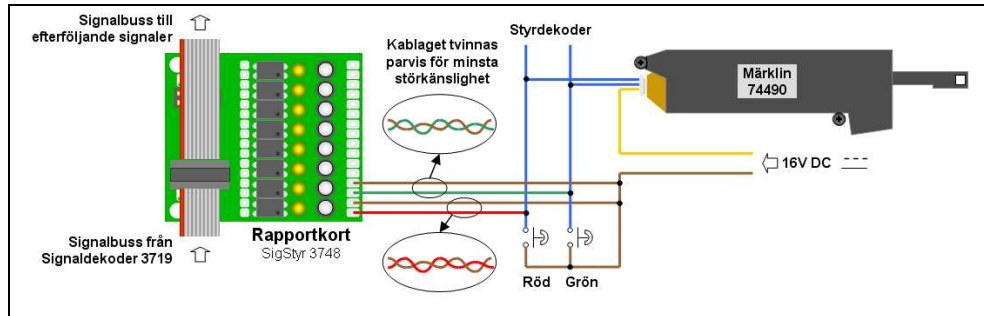 Signalbuss till
efterföljande signaler
Kablaget tvinnas
parvis för minsta
störkänslighet
Styrdekoder
Märklin
74490
16V DC
Rapportkort
SigStyr 3748
Signalbuss från
Signaldekoder 3719
Röd
Grön